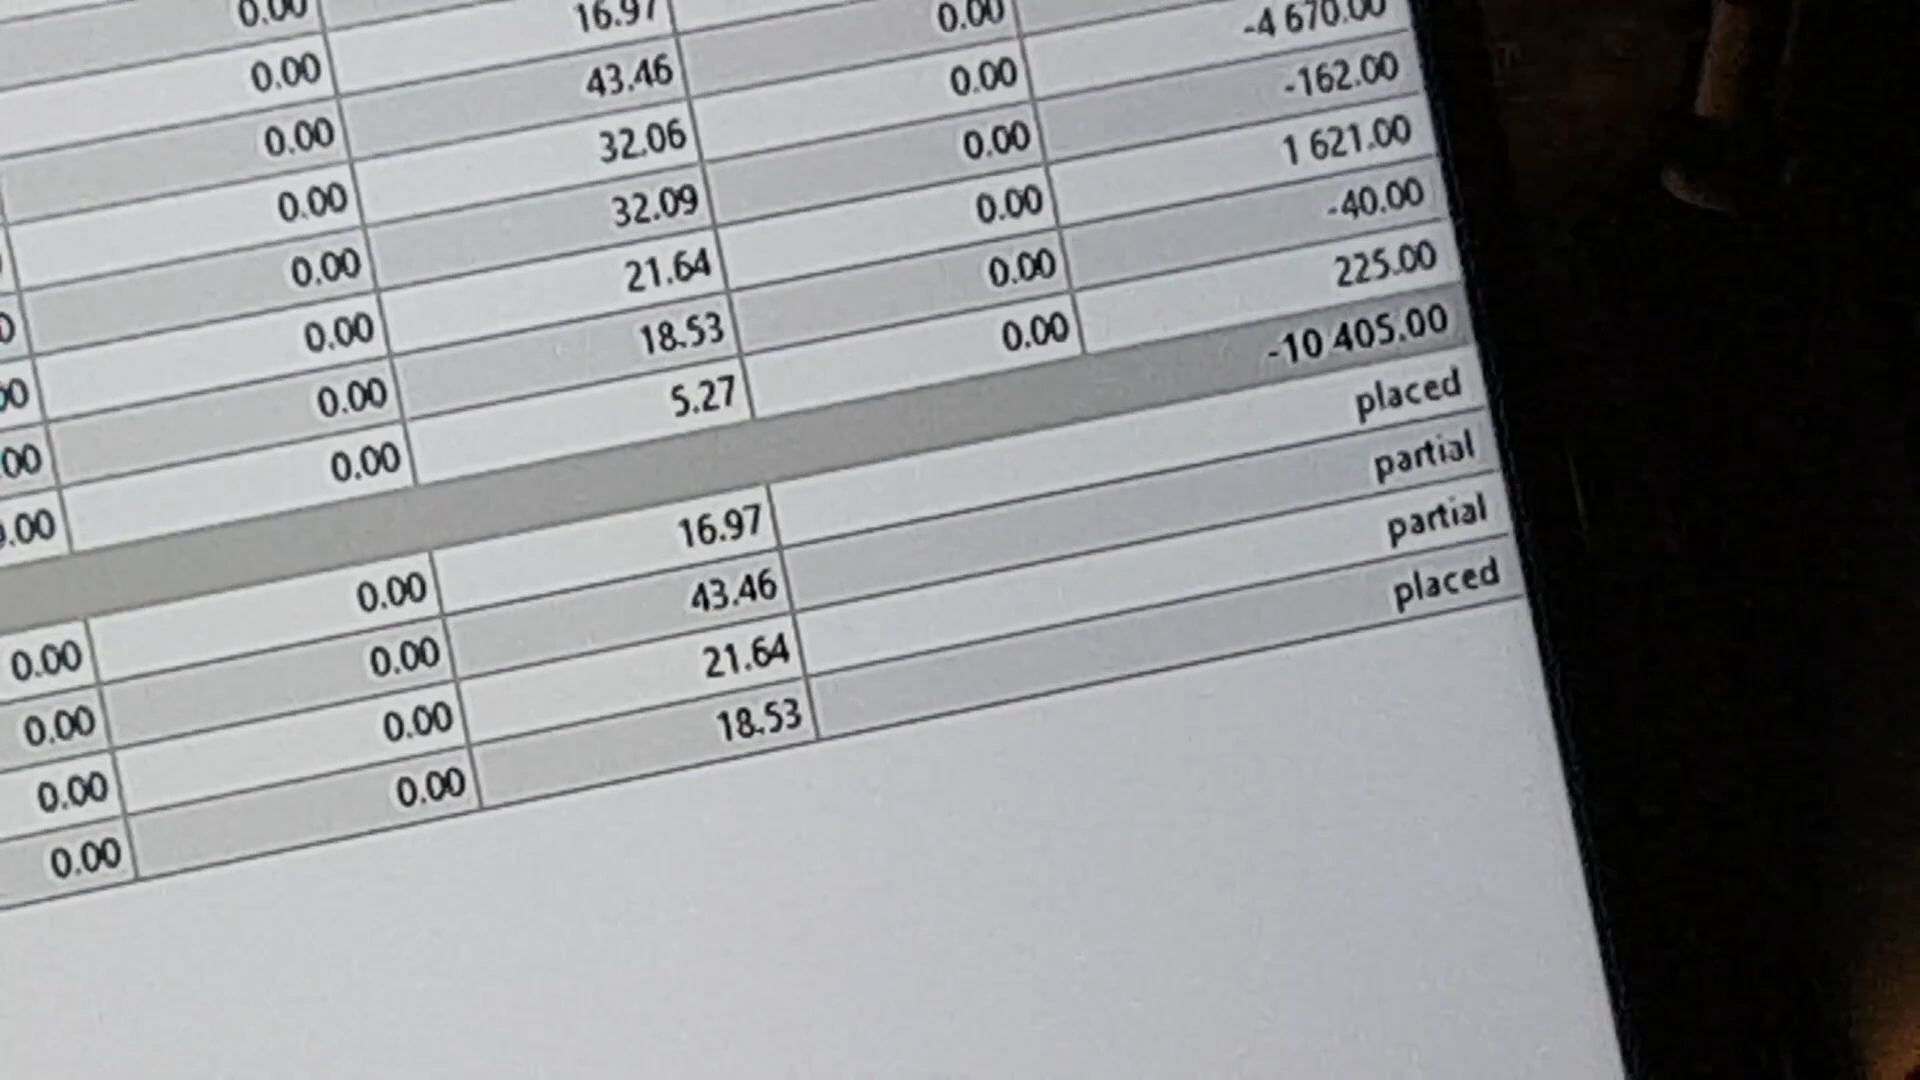 0.00
0.00 16.97
0.00 43.46 0.00
0.00 32.06 0.00 -4 670.00
0 0.00 32.09 0.00 -162.00
00 0.00 21.64 0.00 1 621.00
.00 0.00 18.53 0.00 -40.00
.00 0.00 5.27 0.00 225.00
-10 405.00
0.00 0.00 16.97 placed
0.00 0.00 43.46 partial
0.00 0.00 21.64 partial
0.00 0.00 18.53 placed